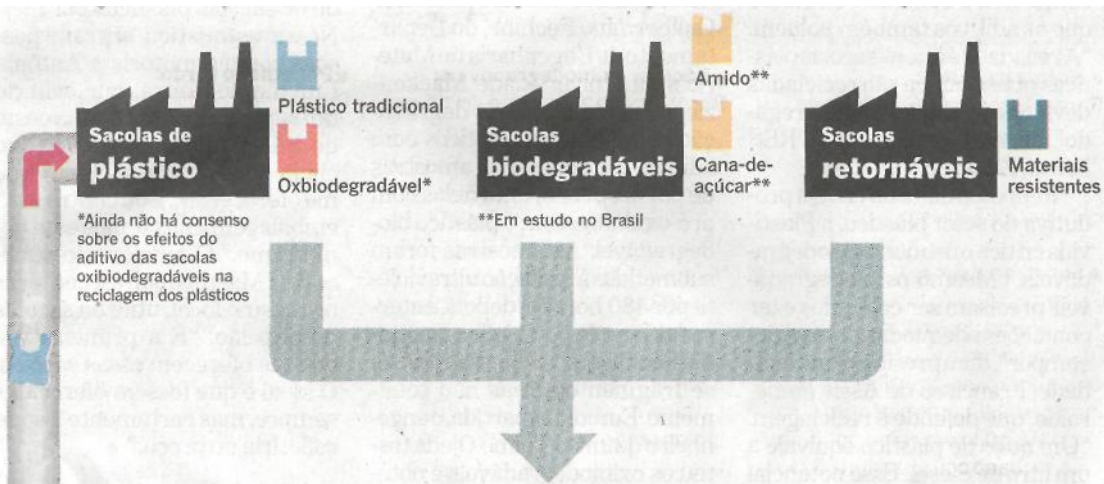 Plástico tradicional
Sacolas de
plástico
Oxbiodegradável*
*Ainda não há consenso
sobre os efeitos do
aditivo das sacolas
oxibiodegradáveis na
reciclagem dos plásticos
Amido**
Sacolas
biodegradáveis
Cana-de-
açúcar**
**Em estudo no Brasil
Sacolas
retornáveis
Materiais
resistentes